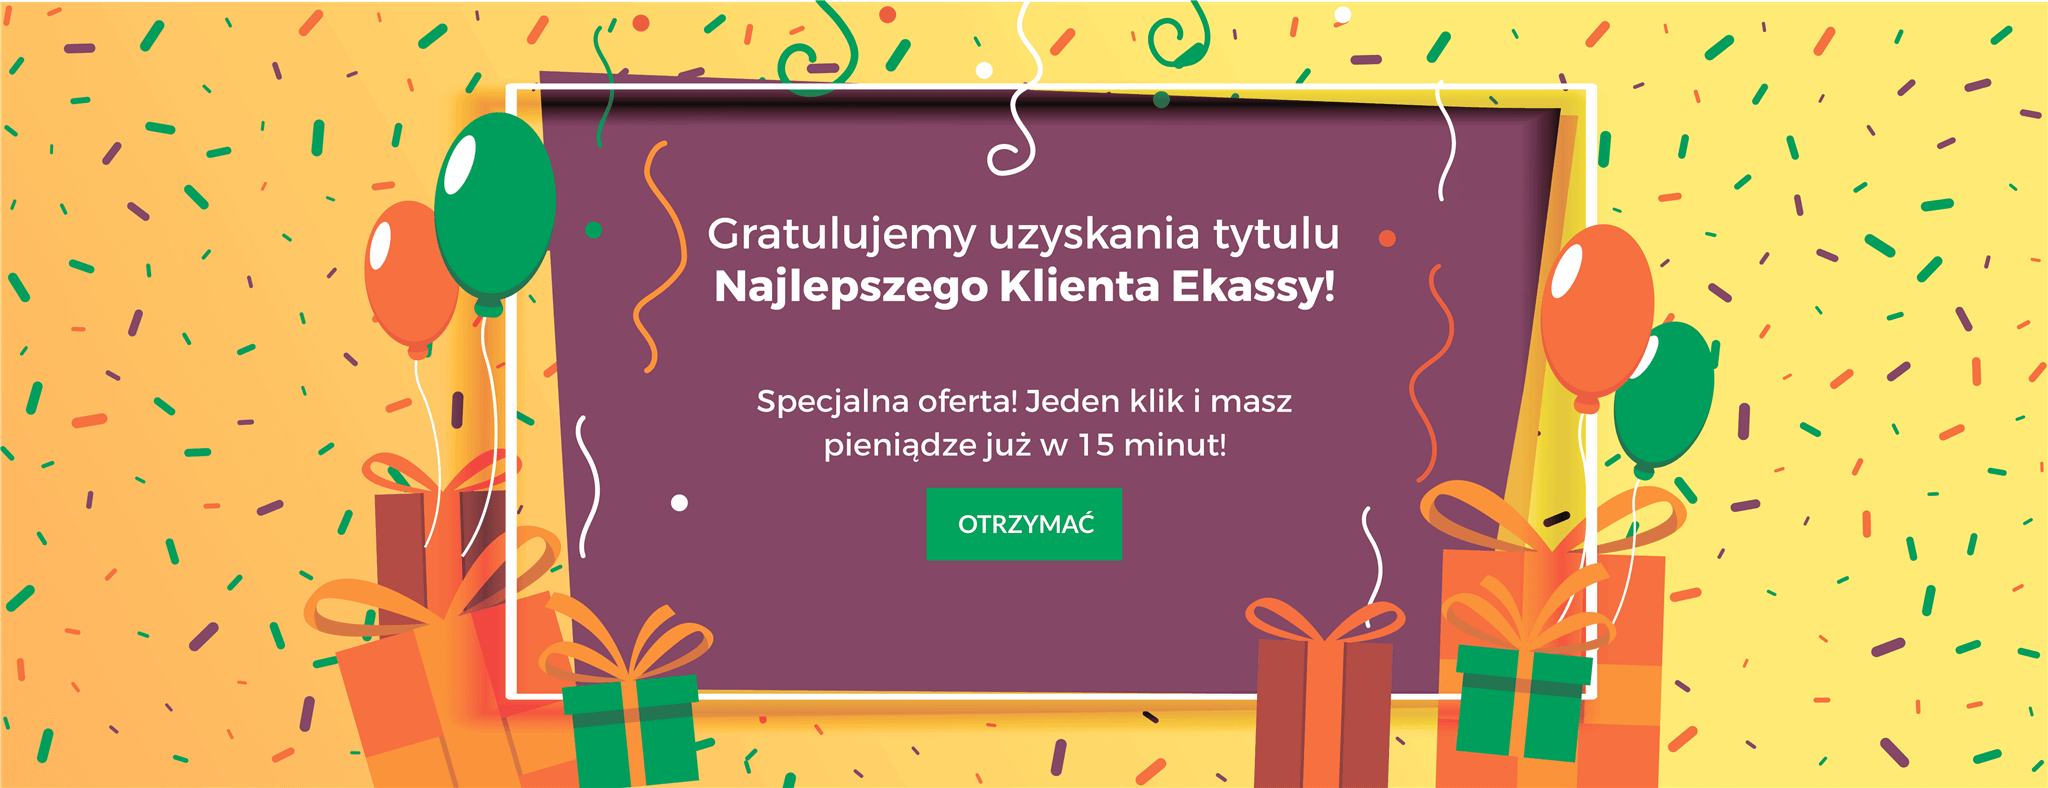 Gratulujemy uzyskania tytulu
Najlepszego Klienta Ekassy!
Specjalna oferta! Jeden klik i masz
pieniądze już w 15 minut!
OTRZYMAĆ